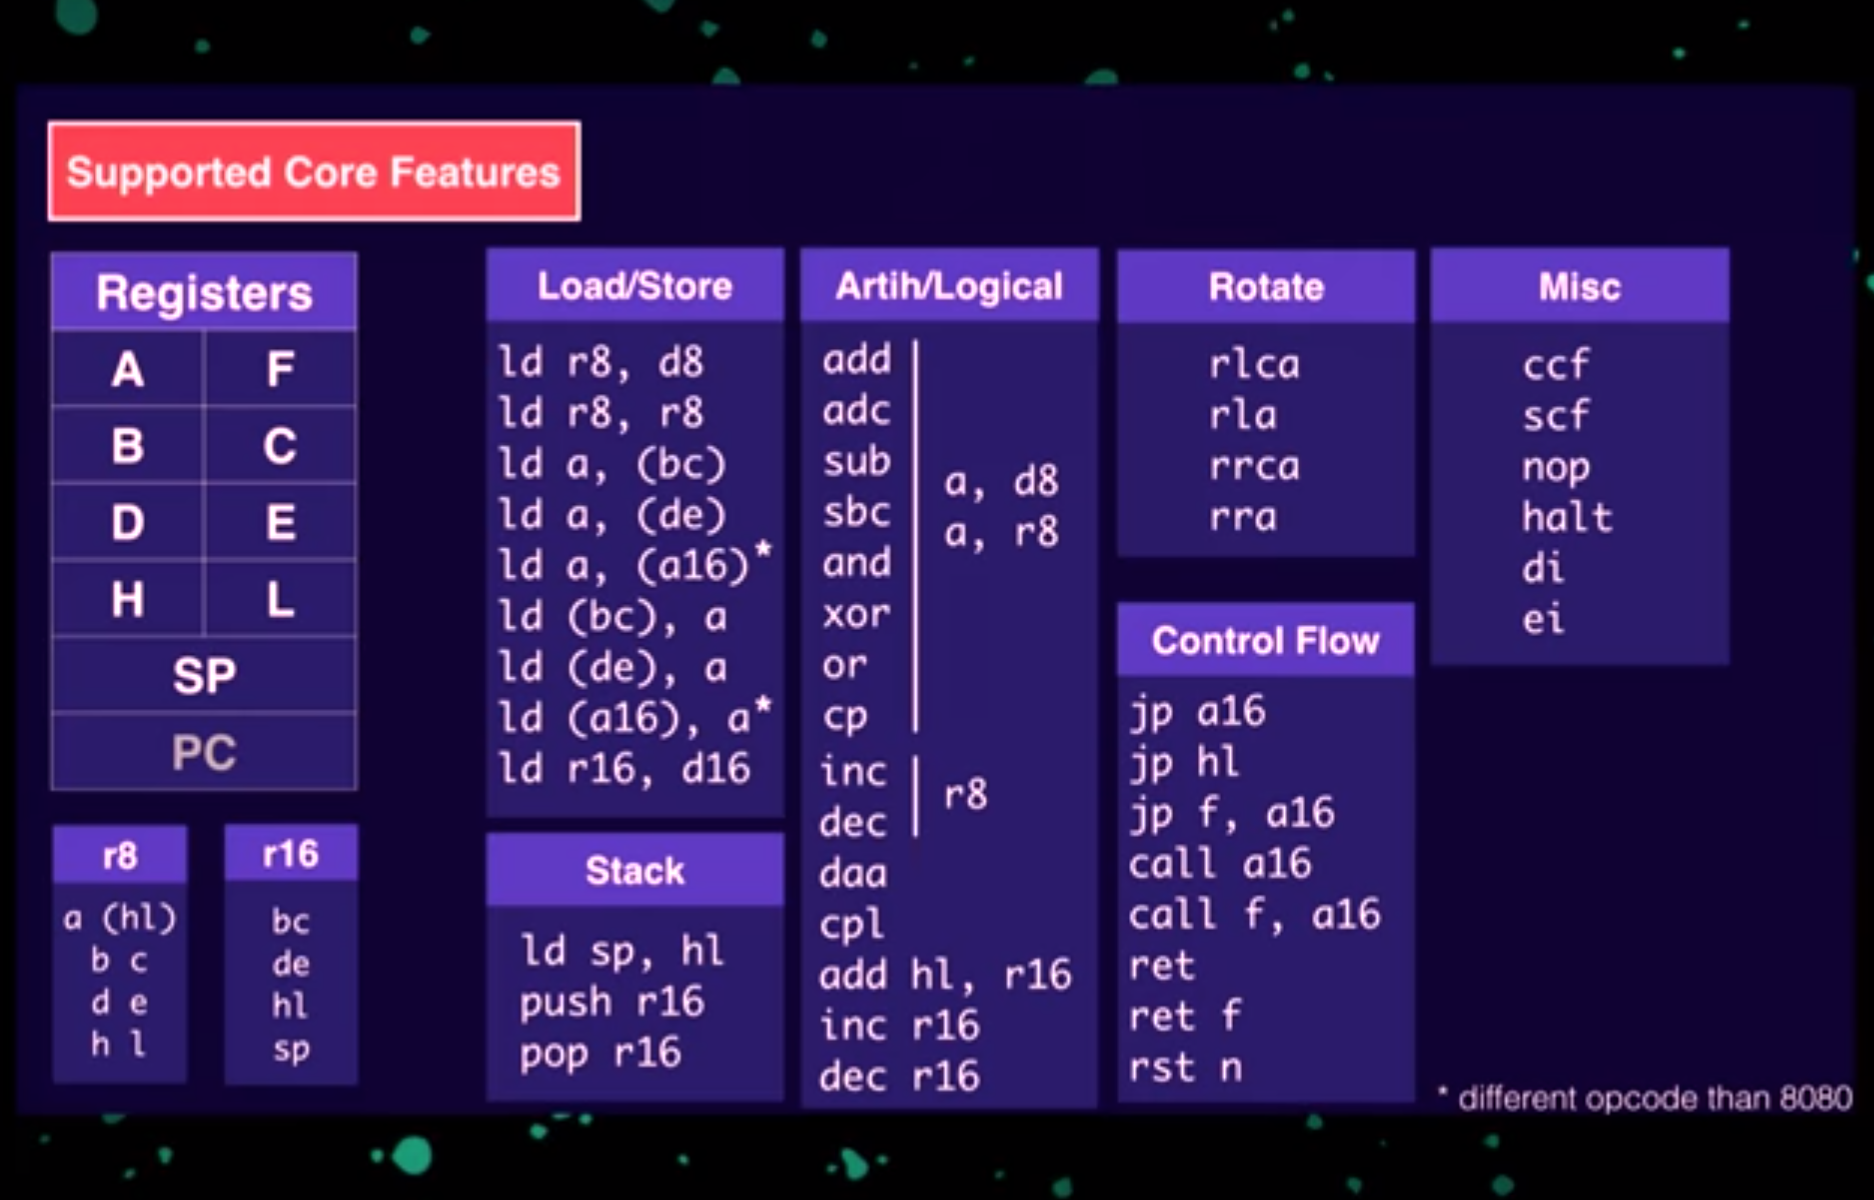 Supported Core Features
Registers
A F
B C
D E
H L
SP
PC
r8
a (hl)
b c
d e
h l
r16
bc
de
hl
sp
Load/Store
ld r8, d8
ld r8, r8
ld a, (bc)
ld a, (de)
ld a, (a16)*
ld (bc), a
ld (de), a
ld (a16), a*
ld r16, d16
Stack
ld sp, hl
push r16
pop r16
Artih/Logical
add
adc
sub
sbc
and
xor
or
cp
a, d8
a, r8
inc
dec
r8
daa
cpl
add hl, r16
inc r16
dec r16
Rotate
rlca
rla
rrca
rra
Control Flow
jp a16
jp hl
jp f, a16
call a16
call f, a16
ret
ret f
rst n
Misc
ccf
scf
nop
halt
di
ei
* different opcode than 8080